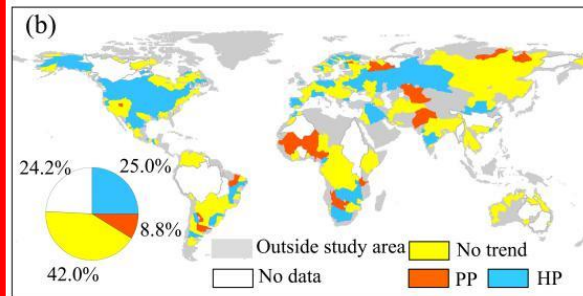 (b)
24.2% 25.0%
8.8%
42.0%
Outside study area No trend
No data PP HP